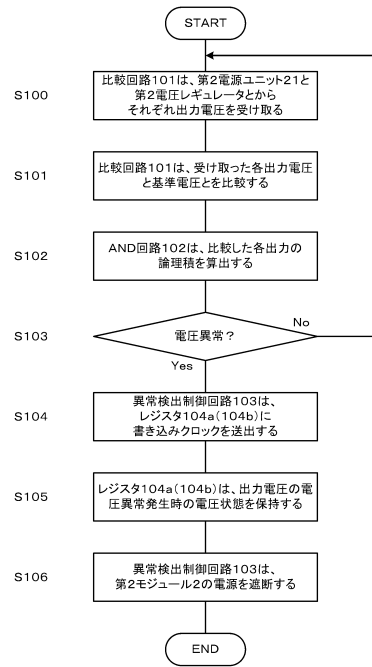 START
S100
比較回路101は、第2電源ユニット21と
第2電圧レギュレータとから
それぞれ出力電圧を受け取る
S101
比較回路101は、受け取った各出力電圧
と基準電圧とを比較する
S102
AND回路102は、比較した各出力の
論理積を算出する
S103
電圧異常？
No
Yes
S104
異常検出制御回路103は、
レジスタ104a（104b）に
書き込みクロックを送出する
S105
レジスタ104a（104b）は、出力電圧の電
圧異常発生時の電圧状態を保持する
S106
異常検出制御回路103は、
第2モジュール2の電源を遮断する
END